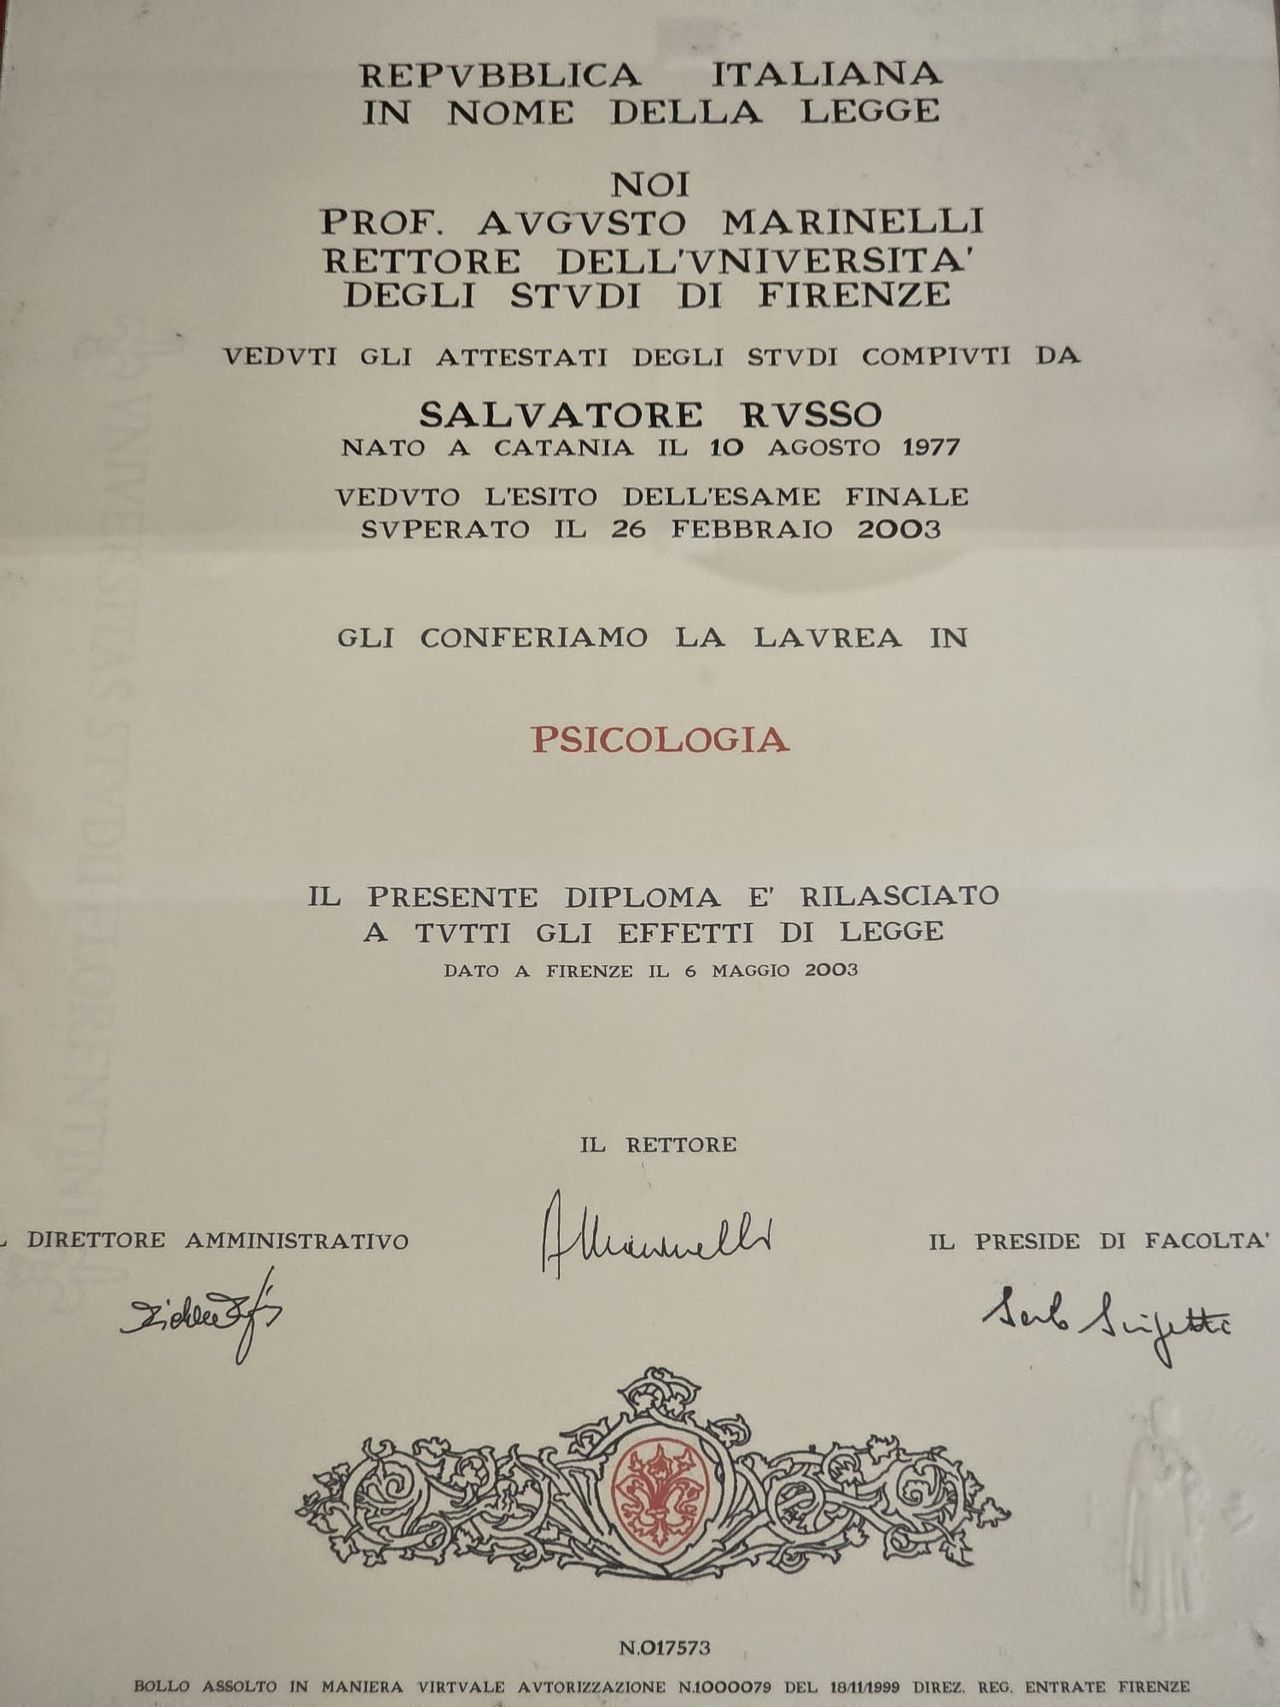 REPVBBLICA ITALIANA
IN NOME DELLA LEGGE
NOI
PROF. AVGVSTO MARINELLI
RETTORE DELL'VNIVERSITA'
DEGLI STVDI DI FIRENZE
VEDVTI GLI ATTESTATI DEGLI STVDI COMPIVTI DA
SALVATORE RVSSO
NATO A CATANIA IL 10 AGOSTO 1977
VEDVTO L'ESITO DELL'ESAME FINALE
SVPERATO IL 26 FEBBRAIO 2003
GLI CONFERIAMO LA LAVREA IN
PSICOLOGIA
IL PRESENTE DIPLOMA E' RILASCIATO
A TVTTI GLI EFFETTI DI LEGGE
DATO A FIRENZE IL 6 MAGGIO 2003
IL RETTORE
DIRETTORE AMMINISTRATIVO
IL PRESIDE DI FACOLTA'
N.017573
BOLLO ASSOLTO IN MANIERA VIRTVALE AVTORIZZAZIONE N.1000079 DEL 18/11/1999 DIREZ. REG. ENTRATE FIRENZE